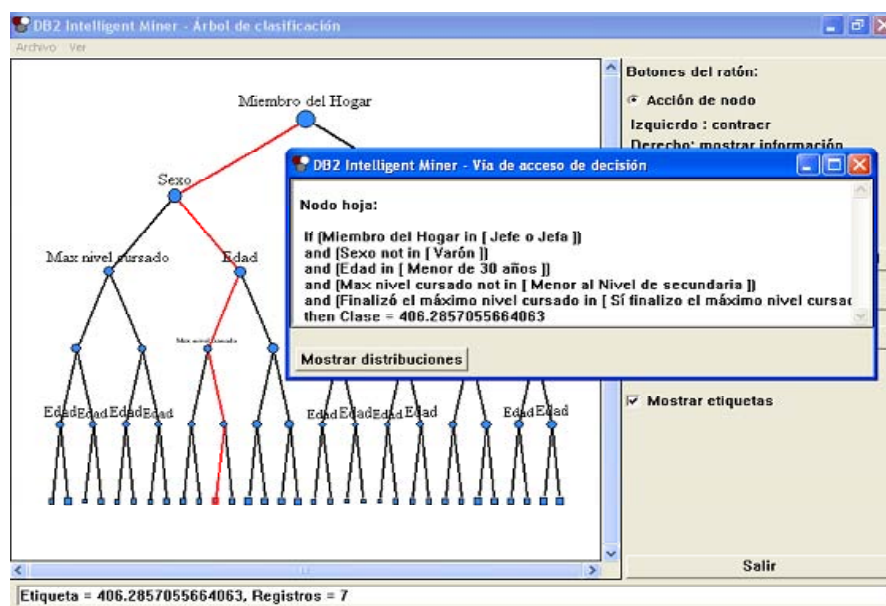 DB2 Intelligent Miner - Árbol de clasificación
Archivo Ver
Miembro del Hogar
Sexo
Max nivel cursado
Edad
Max nivel cursado
Edad Edad Edad Edad
Edad Edad Edad Edad
Edad Edad
DB2 Intelligent Miner - Vía de acceso de decisión
Nodo hoja:
If (Miembro del Hogar in [ Jefe o Jefa ])
and (Sexo not in [ Varón ])
and (Edad in [ Menor de 30 años ])
and (Max nivel cursado not in [ Menor al Nivel de secundaria ])
and (Finalizó el máximo nivel cursado in [ Sí finalizo el máximo nivel cursac
then Clase = 406.2857055664063
Mostrar distribuciones
Botones del ratón:
Acción de nodo
Izquierdo : contraer
Derecho: mostrar información
Mostrar etiquetas
Salir
Etiqueta = 406.2857055664063, Registros = 7